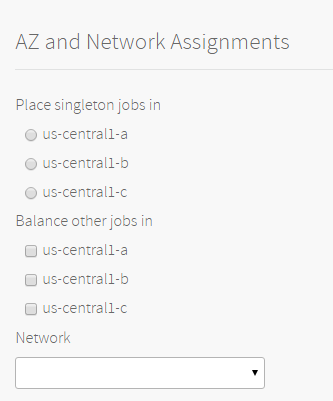 AZ and Network Assignments
Place singleton jobs in
us-central1-a
us-central1-b
us-central1-c
Balance other jobs in
us-central1-a
us-central1-b
us-central1-c
Network